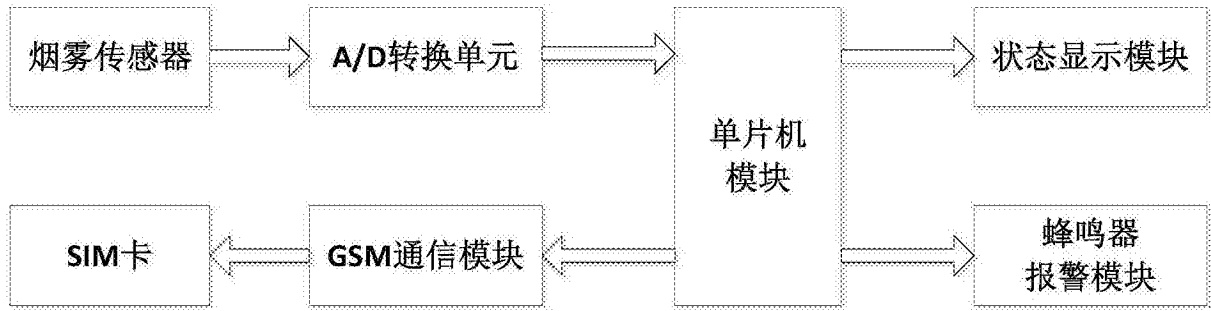 烟雾传感器
A/D转换单元
单片机
模块
状态显示模块
SIM卡
GSM通信模块
蜂鸣器
报警模块